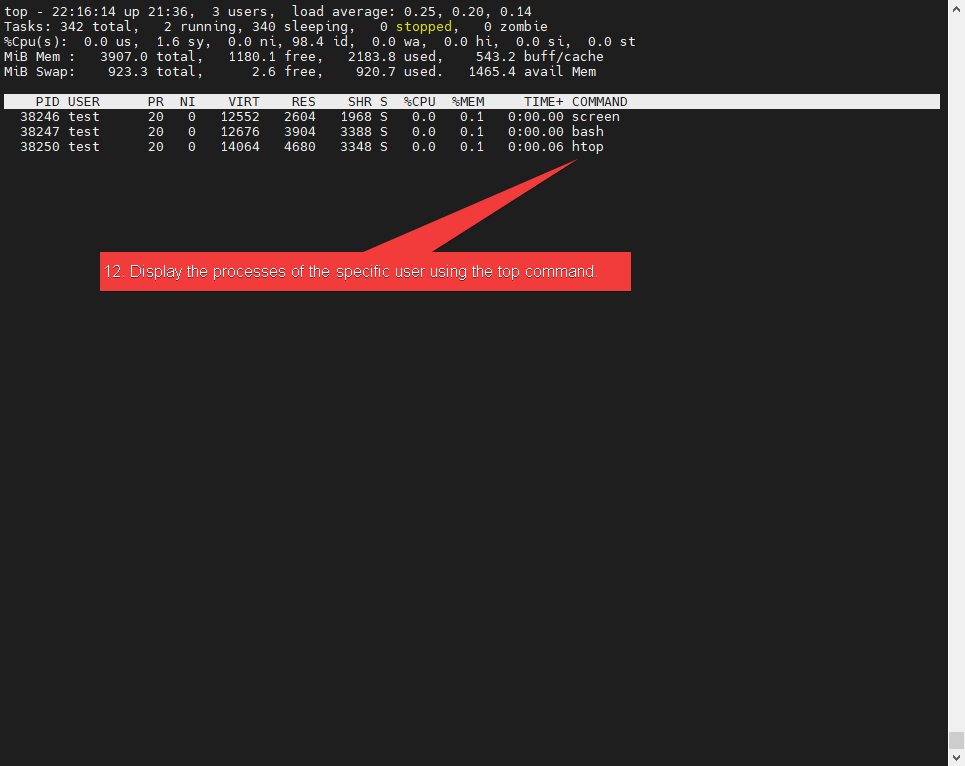 top - 22:16:14 up 21:36,  3 users,  load average: 0.25, 0.20, 0.14
Tasks: 342 total,   2 running, 340 sleeping,   0 stopped,   0 zombie
%Cpu(s):  0.0 us,  1.6 sy,  0.0 ni, 98.4 id,  0.0 wa,  0.0 hi,  0.0 si,  0.0 st
MiB Mem :   3907.0 total,   1180.1 free,   2183.8 used,    543.2 buff/cache
MiB Swap:    923.3 total,      2.6 free,    920.7 used.   1465.4 avail Mem
    PID USER      PR  NI    VIRT    RES    SHR S  %CPU  %MEM     TIME+ COMMAND
  38246 test      20   0   12552   2604   1968 S   0.0   0.1   0:00.00 screen
  38247 test      20   0   12676   3904   3388 S   0.0   0.1   0:00.00 bash
  38250 test      20   0   14064   4680   3348 S   0.0   0.1   0:00.06 htop
12. Display the processes of the specific user using the top command.